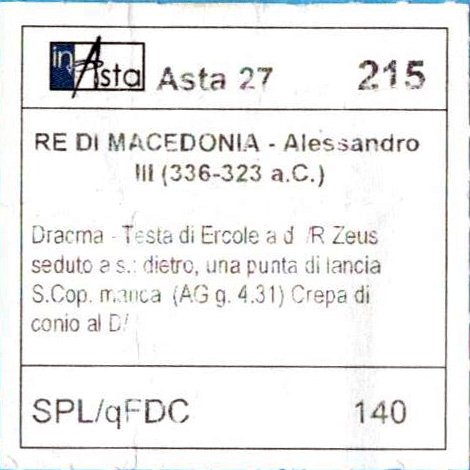 inAsta Asta 27 215
RE DI MACEDONIA - Alessandro
III (336-323 a.C.)
Dracma - Testa di Ercole a d /R Zeus
seduto a s.; dietro, una punta di lancia
S.Cop. manca (AG g. 4.31) Crepa di
conio al D/
SPL/qFDC 140